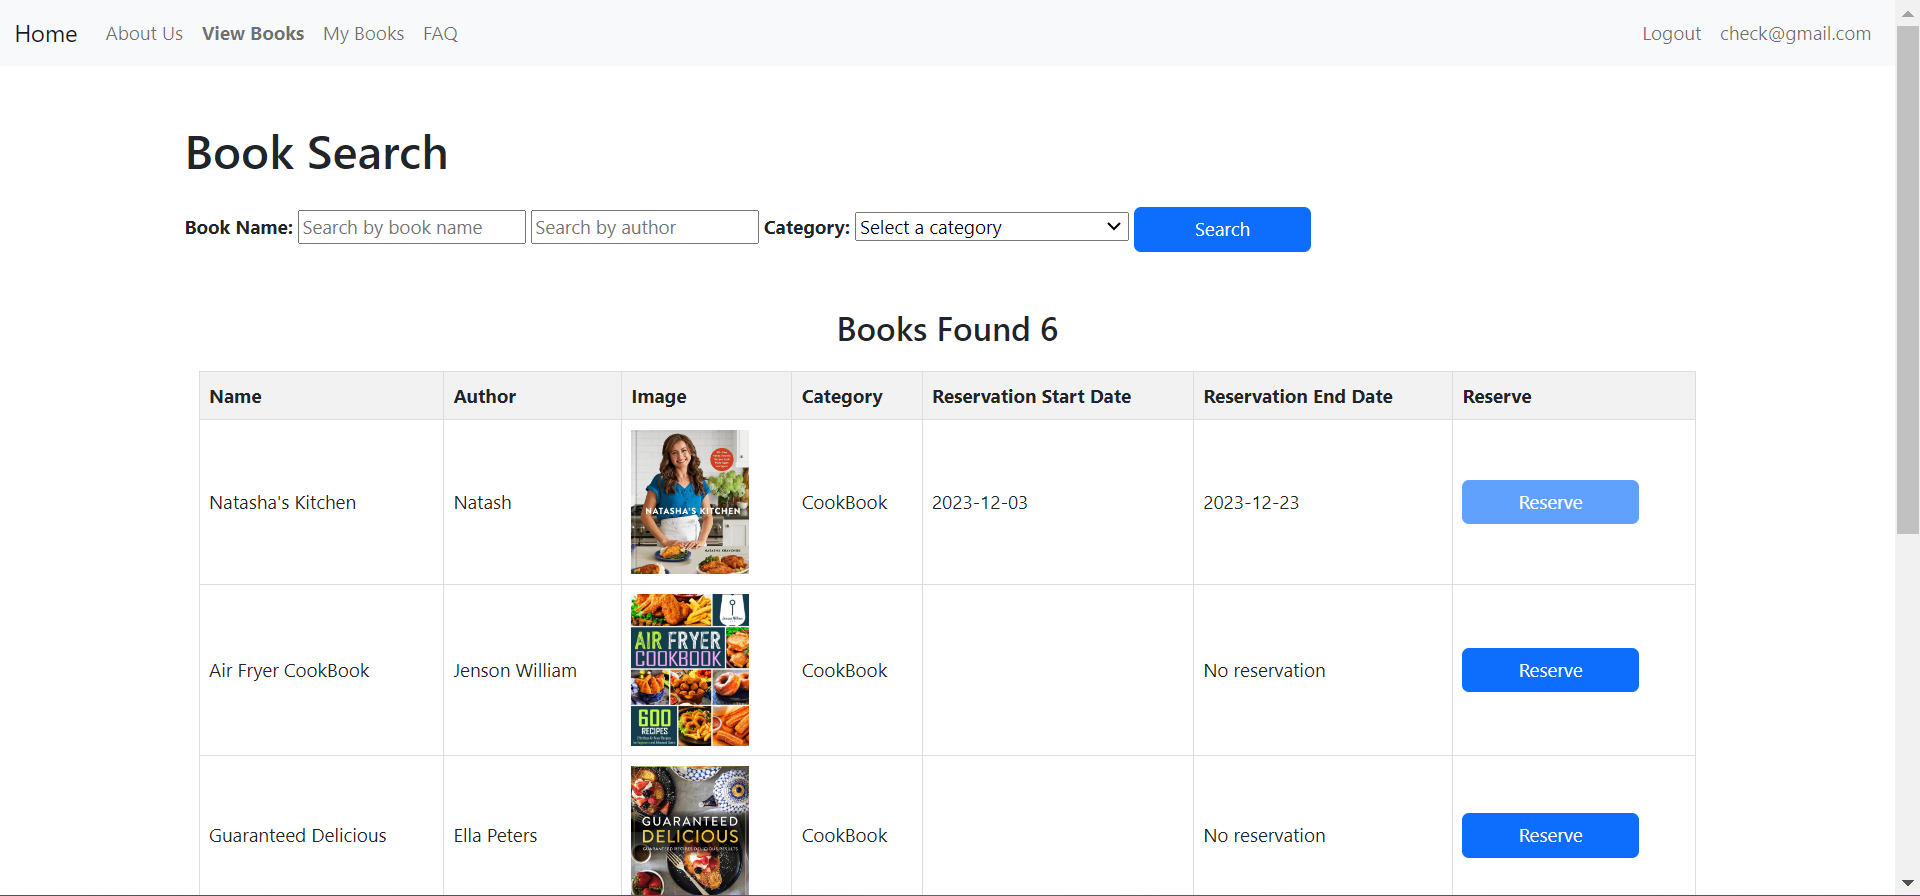 Home About Us View Books My Books FAQ Logout check@gmail.com
Book Search
Book Name: Search by book name Search by author Category: Select a category Search
Books Found 6
Name Author Image Category Reservation Start Date Reservation End Date Reserve
NATASHA'S KITCHEN
Natasha's Kitchen Natash CookBook 2023-12-03 2023-12-23 Reserve
AIR FRYER
COOKBOOK
Air Fryer CookBook Jenson William CookBook No reservation Reserve
600
RECIPES
GUARANTEED
DELICIOUS
Guaranteed Delicious Ella Peters CookBook No reservation Reserve